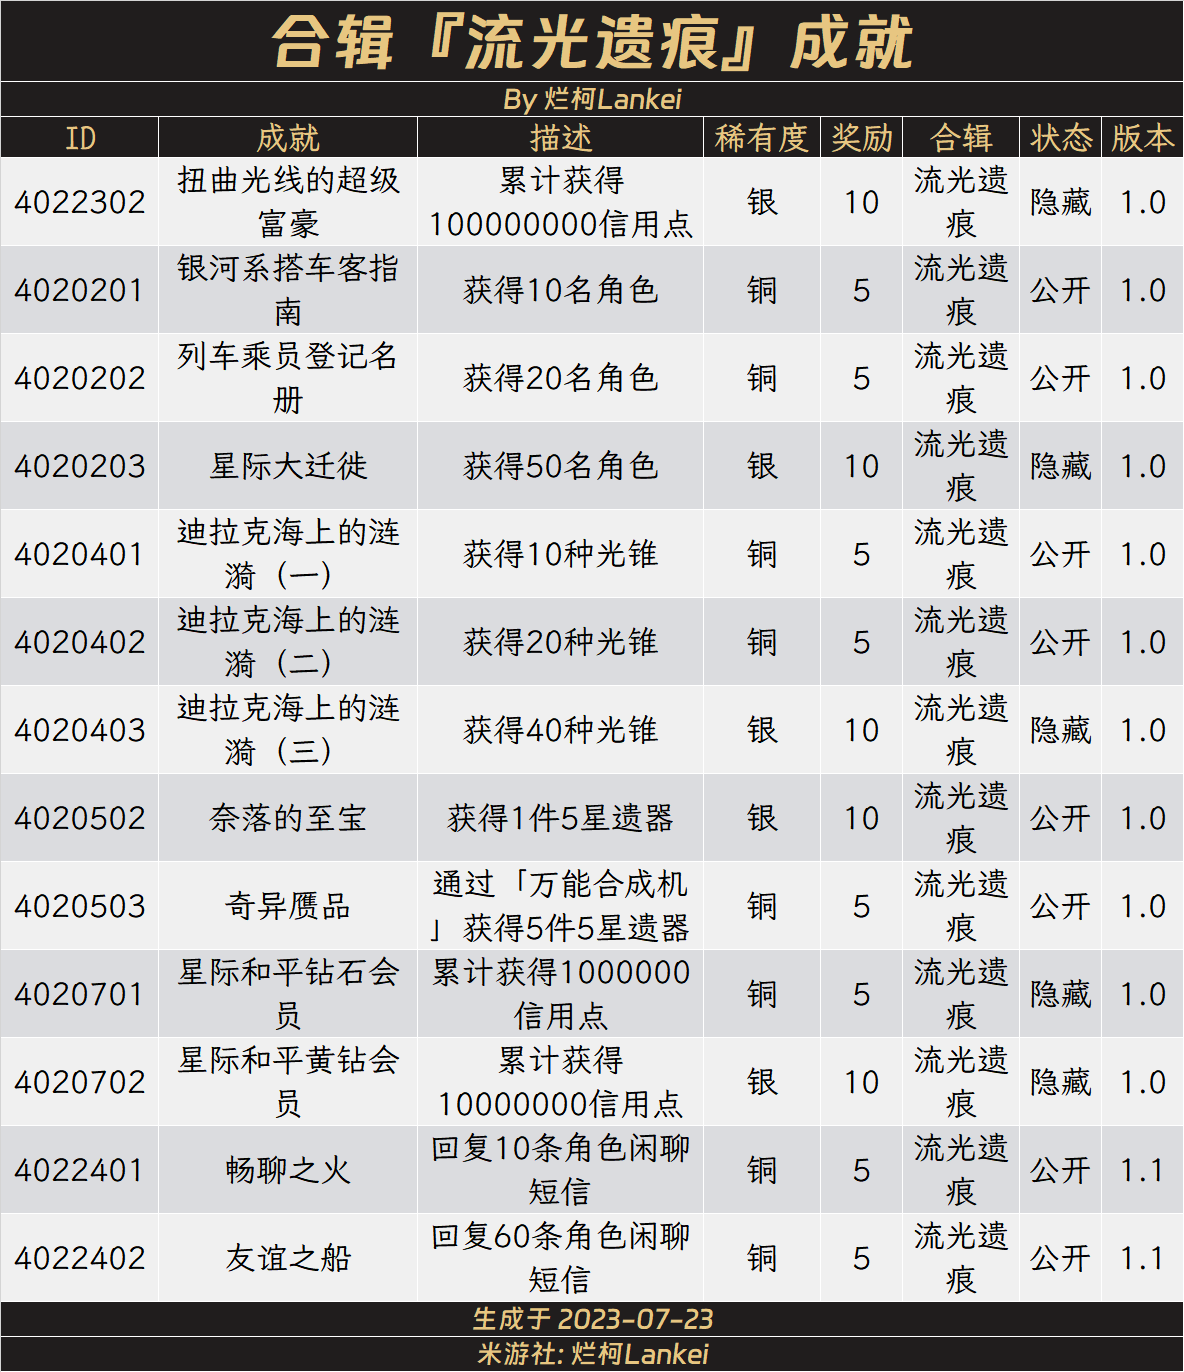 合辑『流光遗痕』成就
By 烂柯Lankei
ID 成就 描述 稀有度 奖励 合辑 状态 版本
4022302 扭曲光线的超级富豪 累计获得100000000信用点 银 10 流光遗痕 隐藏 1.0
4020201 银河系搭车客指南 获得10名角色 铜 5 流光遗痕 公开 1.0
4020202 列车乘员登记名册 获得20名角色 铜 5 流光遗痕 公开 1.0
4020203 星际大迁徙 获得50名角色 银 10 流光遗痕 隐藏 1.0
4020401 迪拉克海上的涟漪（一） 获得10种光锥 铜 5 流光遗痕 公开 1.0
4020402 迪拉克海上的涟漪（二） 获得20种光锥 铜 5 流光遗痕 公开 1.0
4020403 迪拉克海上的涟漪（三） 获得40种光锥 银 10 流光遗痕 隐藏 1.0
4020502 奈落的至宝 获得1件5星遗器 银 10 流光遗痕 公开 1.0
4020503 奇异赝品 通过「万能合成机」获得5件5星遗器 铜 5 流光遗痕 公开 1.0
4020701 星际和平钻石会员 累计获得1000000信用点 铜 5 流光遗痕 隐藏 1.0
4020702 星际和平黄钻会员 累计获得10000000信用点 银 10 流光遗痕 隐藏 1.0
4022401 畅聊之火 回复10条角色闲聊短信 铜 5 流光遗痕 公开 1.1
4022402 友谊之船 回复60条角色闲聊短信 铜 5 流光遗痕 公开 1.1
生成于 2023-07-23
米游社: 烂柯Lankei